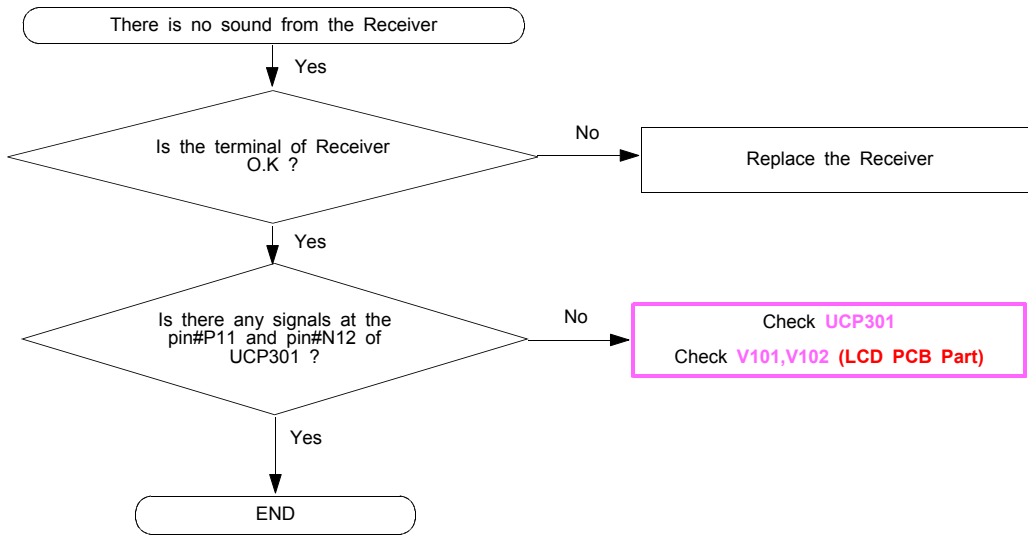 There is no sound from the Receiver
Yes
Is the terminal of Receiver
O.K ?
No
Replace the Receiver
Yes
Is there any signals at the
pin#P11 and pin#N12 of
UCP301 ?
No
Check UCP301
Check V101,V102 (LCD PCB Part)
Yes
END